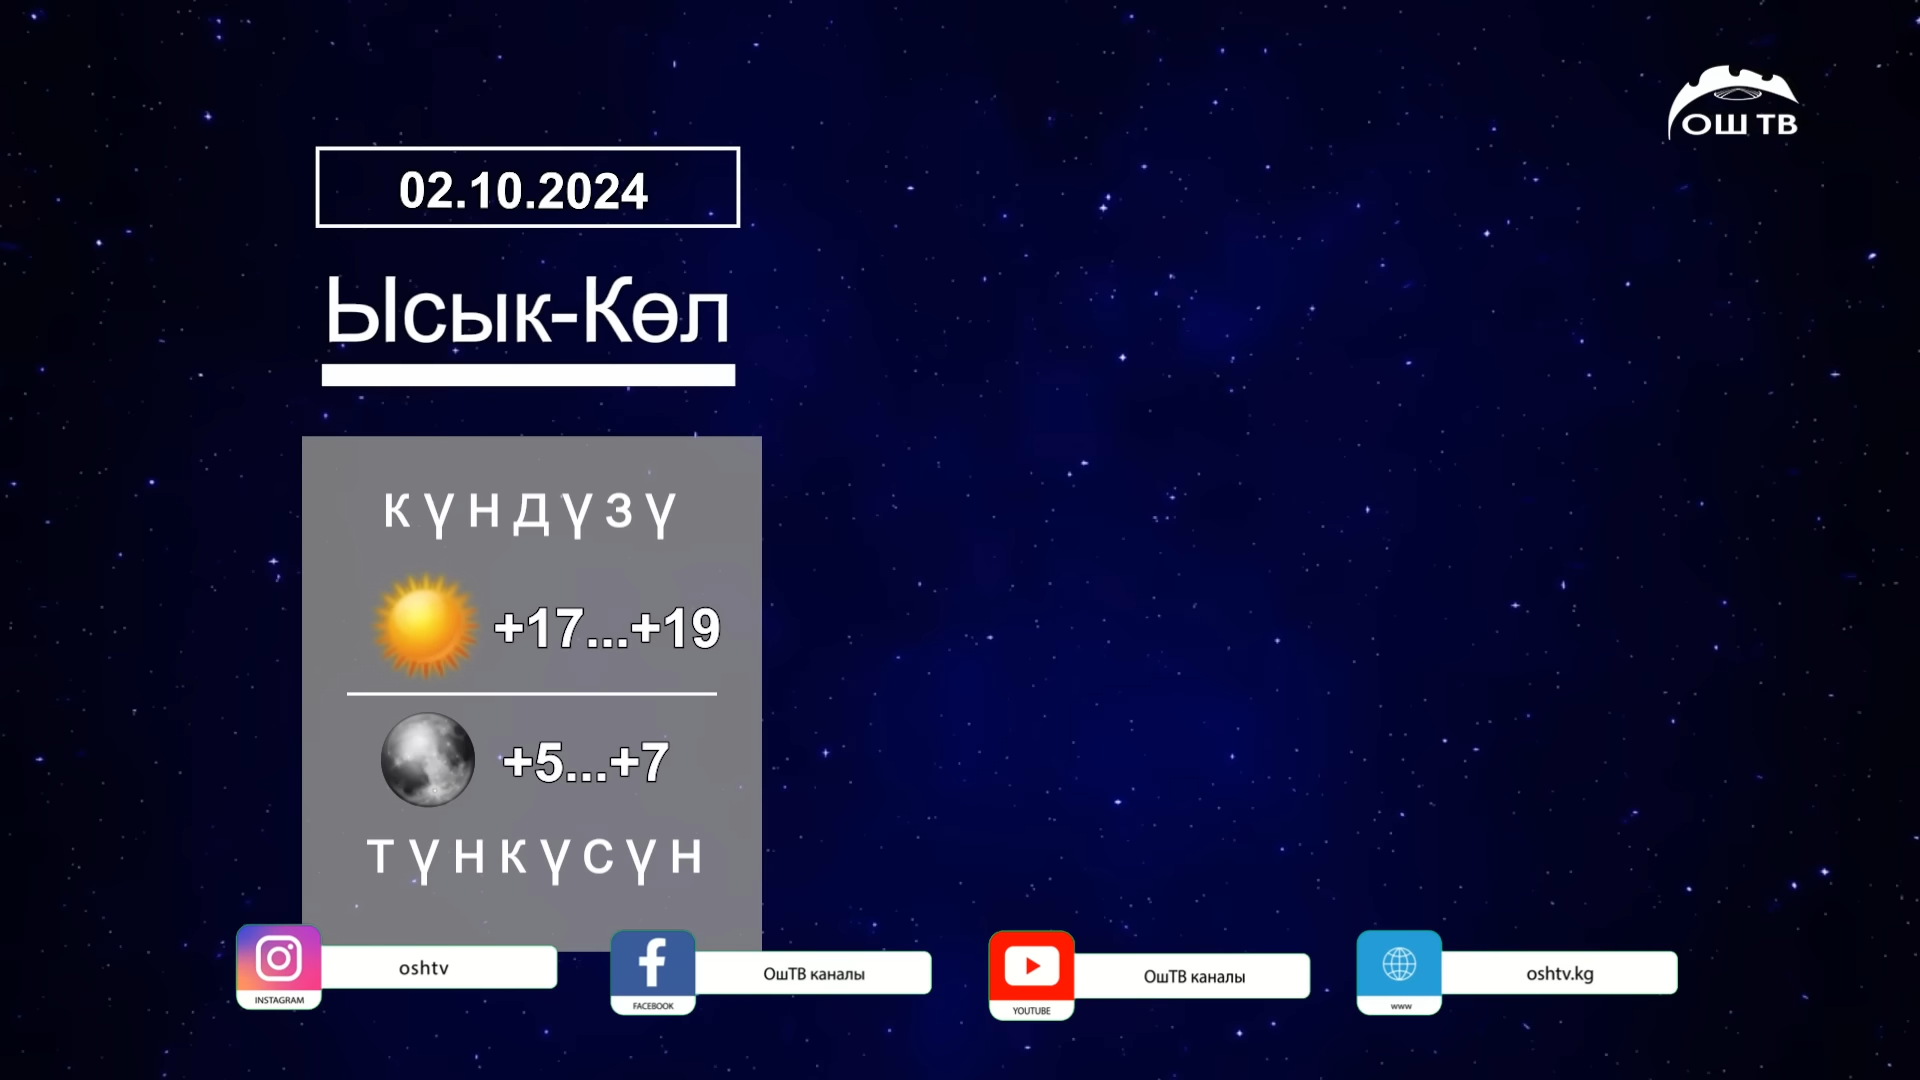 ОШ ТВ
02.10.2024
Ысык-Көл
күндүзү
+17...+19
+5...+7
түнкүсүн
oshtv
INSTAGRAM
ОшТВ каналы
FACEBOOK
ОшТВ каналы
YOUTUBE
oshtv.kg
www